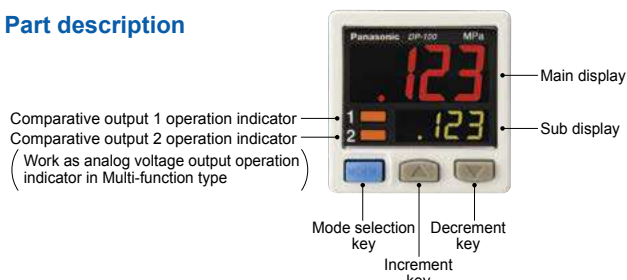 Part description
Panasonic DP-100 MPa
.123
Main display
Comparative output 1 operation indicator
1
Comparative output 2 operation indicator
2
.123
Sub display
Work as analog voltage output operation
indicator in Multi-function type
MODE
Mode selection
key
Decrement
key
Increment
key